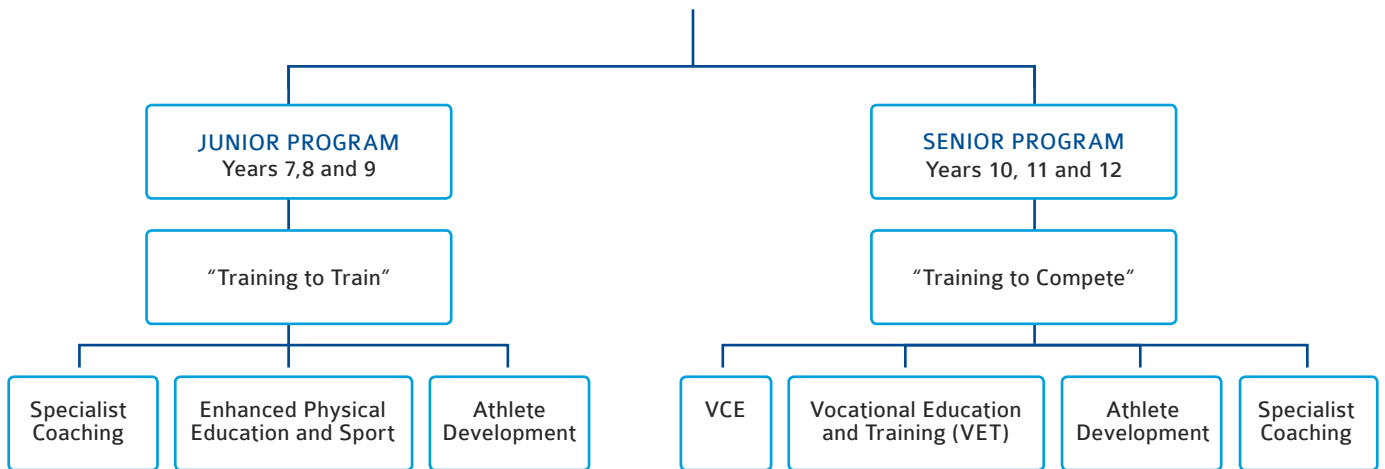 JUNIOR PROGRAM
Years 7,8 and 9
SENIOR PROGRAM
Years 10, 11 and 12
“Training to Train”
“Training to Compete”
Specialist
Coaching
Enhanced Physical
Education and Sport
Athlete
Development
VCE
Vocational Education
and Training (VET)
Athlete
Development
Specialist
Coaching